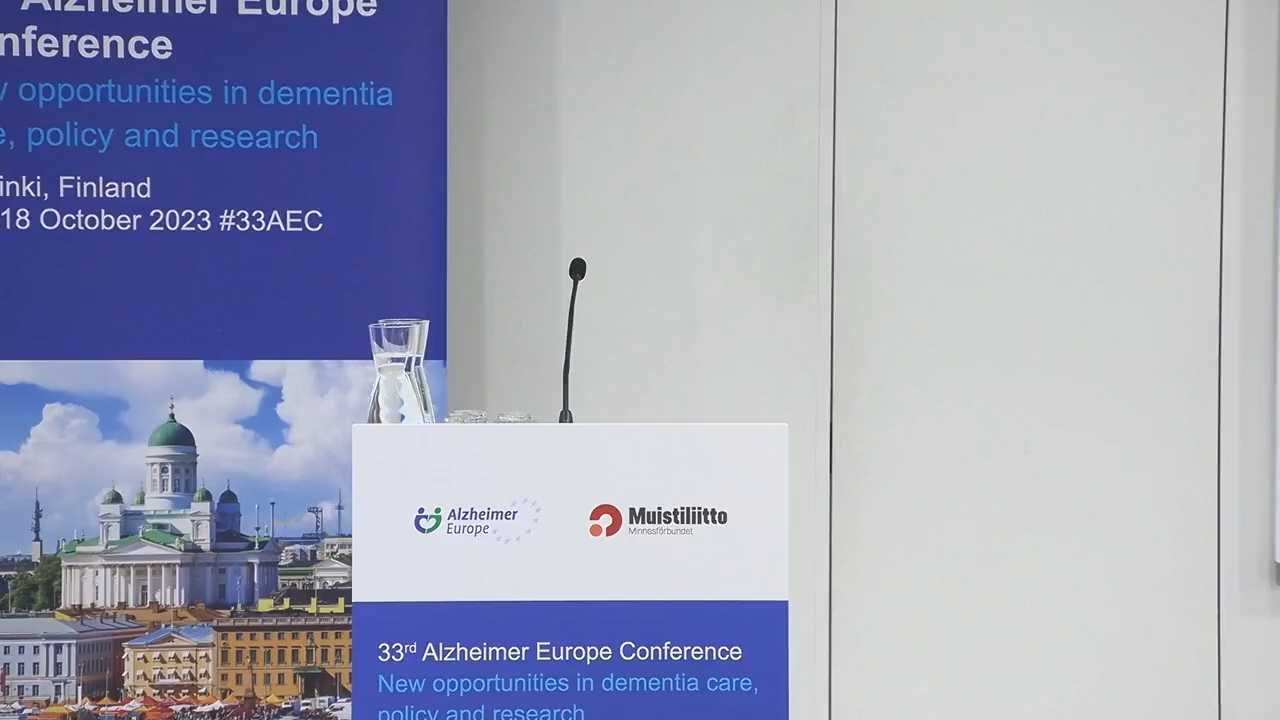 Alzheimer Europe
nference
opportunities in dementia
policy and research
inki, Finland
18 October 2023 #33AEC
Alzheimer
Europe
Muistiliitto
Minnesförbundet
33rd Alzheimer Europe Conference
New opportunities in dementia care,
policy and research